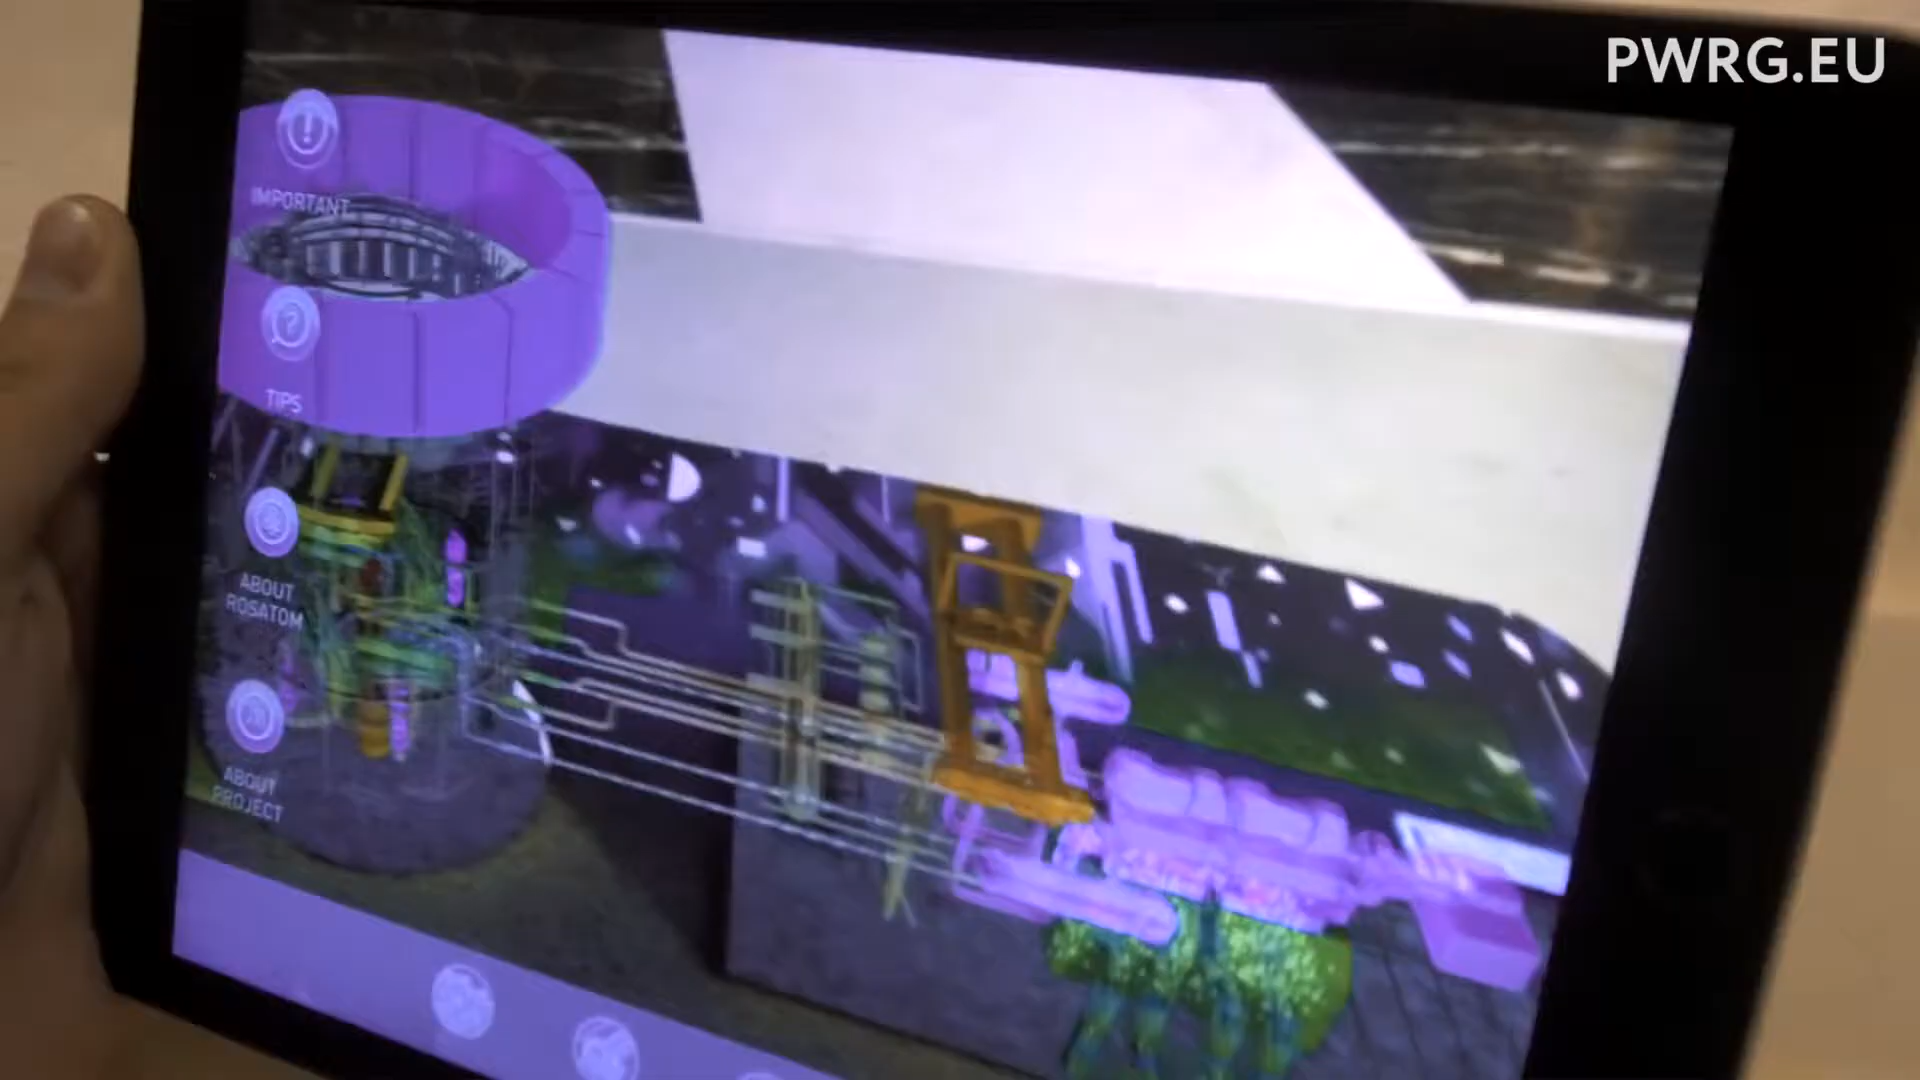 PWRG.EU
IMPORTANT
TIPS
ABOUT
ROSATOM
ABOUT
PROJECT